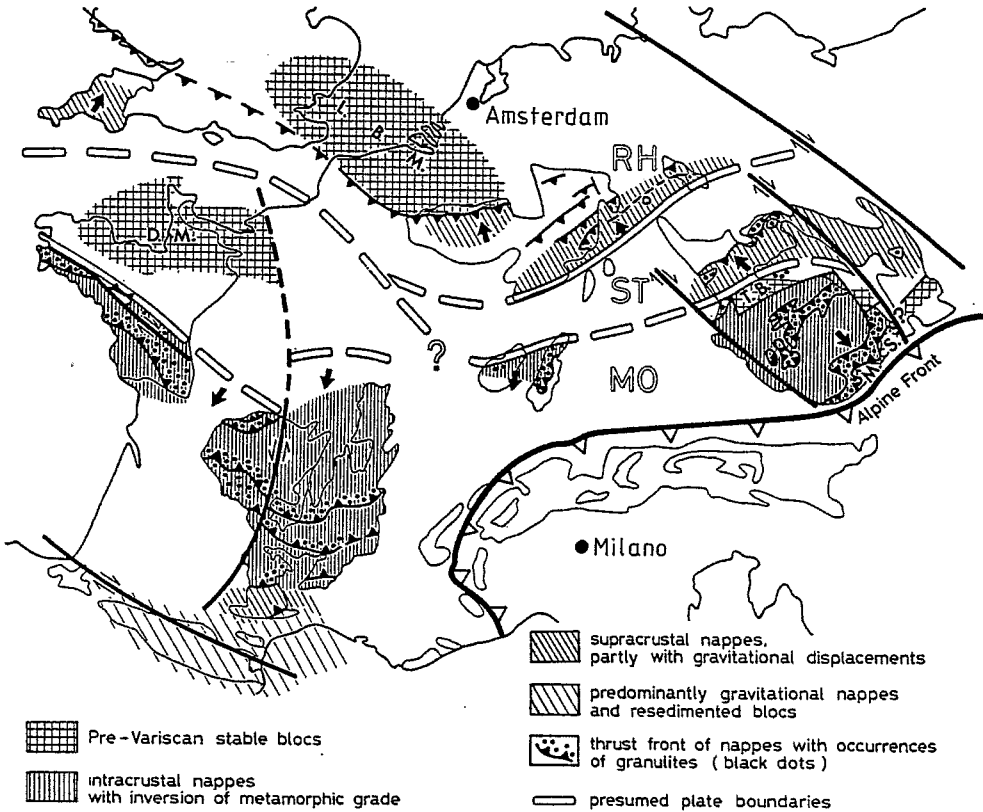 L.
B.
M.
Amsterdam
RH
D. M.
ST
T. B.
?
MO
S. M.
C. S.
?
Alpine Front
Milano
supracrustal nappes,
partly with gravitational displacements
predominantly gravitational nappes
and resedimented blocs
Pre-Variscan stable blocs
thrust front of nappes with occurrences
of granulites (black dots)
intracrustal nappes
with inversion of metamorphic grade
presumed plate boundaries